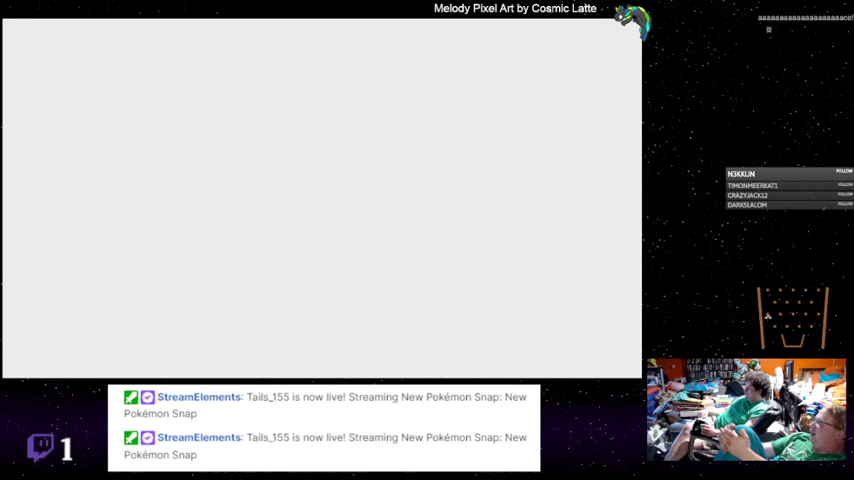 Melody Pixel Art by Cosmic Latte
aaaaaaaaaaaaaaaaaaaace!
N3KKUN FOLLOW
TIMONMEERKAT1 FOLLOW
CRAZYJACK12 FOLLOW
DARKSLALOM FOLLOW
StreamElements: Tails_155 is now live! Streaming New Pokémon Snap: New
Pokémon Snap
StreamElements: Tails_155 is now live! Streaming New Pokémon Snap: New
Pokémon Snap
1